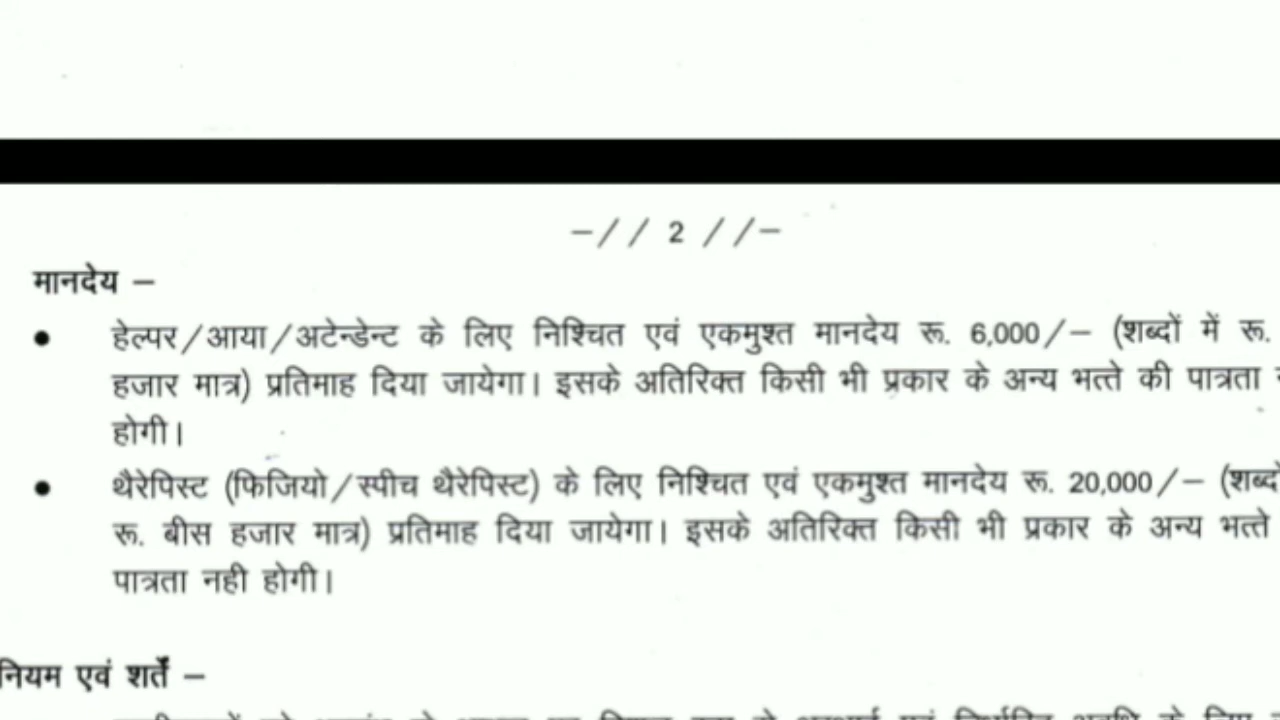 -// 2 //-
मानदेय –
• हेल्पर/आया/अटेन्डेन्ट के लिए निश्चित एवं एकमुश्त मानदेय रू. 6,000/– (शब्दों में रू.
हजार मात्र) प्रतिमाह दिया जायेगा। इसके अतिरिक्त किसी भी प्रकार के अन्य भत्ते की पात्रता
होगी।
• थैरेपिस्ट (फिजियो/स्पीच थैरेपिस्ट) के लिए निश्चित एवं एकमुश्त मानदेय रू. 20,000/– (शब्दों
रू. बीस हजार मात्र) प्रतिमाह दिया जायेगा। इसके अतिरिक्त किसी भी प्रकार के अन्य भत्ते
पात्रता नही होगी।
नियम एवं शर्तें –